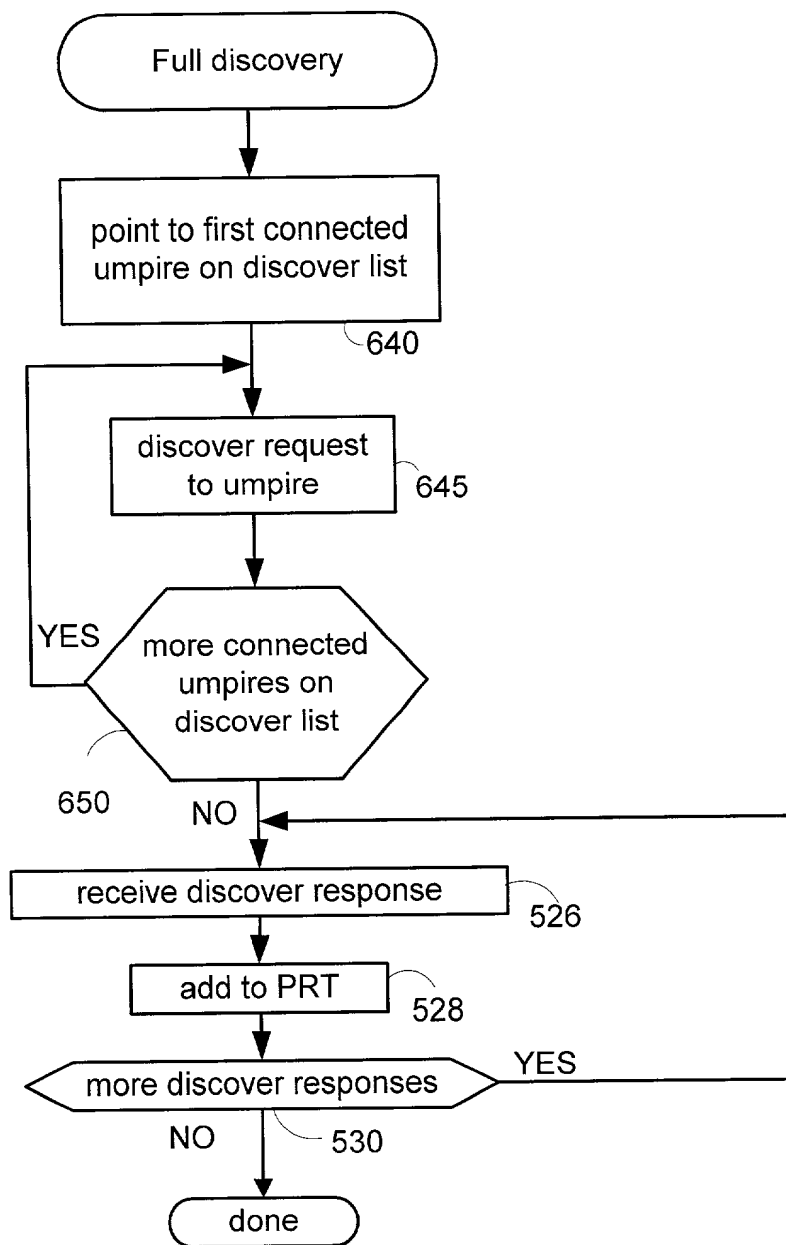 Full discovery
point to first connected
umpire on discover list
640
discover request
to umpire
645
YES
more connected
umpires on
discover list
650
NO
receive discover response
526
add to PRT
528
more discover responses
YES
530
NO
done